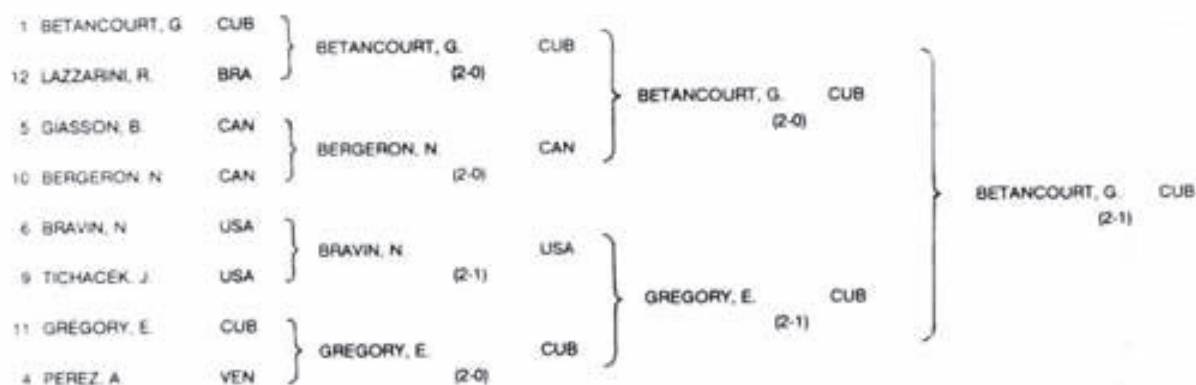 1 BETANCOURT, G. CUB
12 LAZZARINI, R. BRA
5 GIASSON, B. CAN
10 BERGERON N. CAN
6 BRAVIN, N. USA
9 TICHACEK, J. USA
11 GREGORY, E. CUB
4 PEREZ, A. VEN
BETANCOURT, G. CUB
(2-0)
BERGERON, N. CAN
(2-0)
BRAVIN, N. USA
(2-1)
GREGORY, E. CUB
(2-0)
BETANCOURT, G. CUB
(2-0)
GREGORY, E. CUB
(2-1)
BETANCOURT, G. CUB
(2-1)